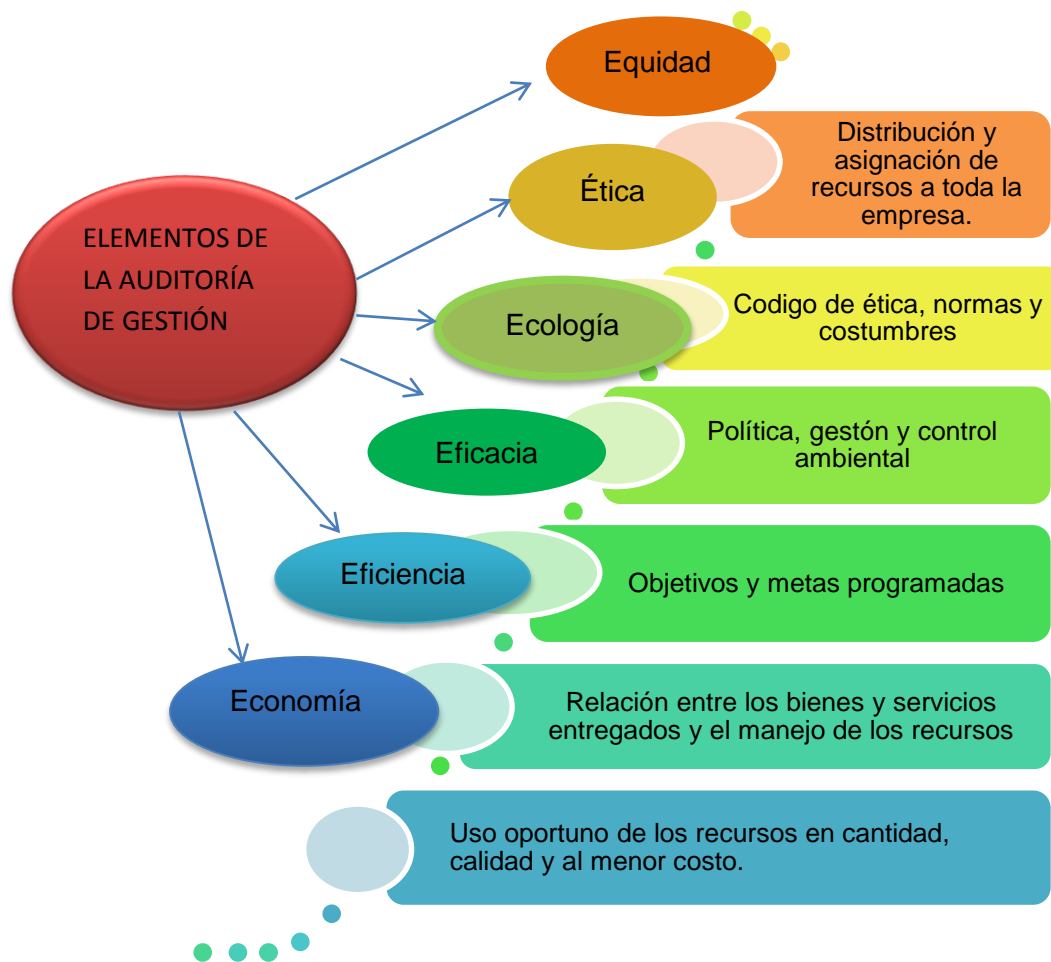 Equidad
Distribución y
asignación de
recursos a toda la
empresa.
Ética
ELEMENTOS DE
LA AUDITORÍA
DE GESTIÓN
Codigo de ética, normas y
costumbres
Ecología
Política, gestón y control
ambiental
Eficacia
Objetivos y metas programadas
Eficiencia
Relación entre los bienes y servicios
entregados y el manejo de los recursos
Economía
Uso oportuno de los recursos en cantidad,
calidad y al menor costo.